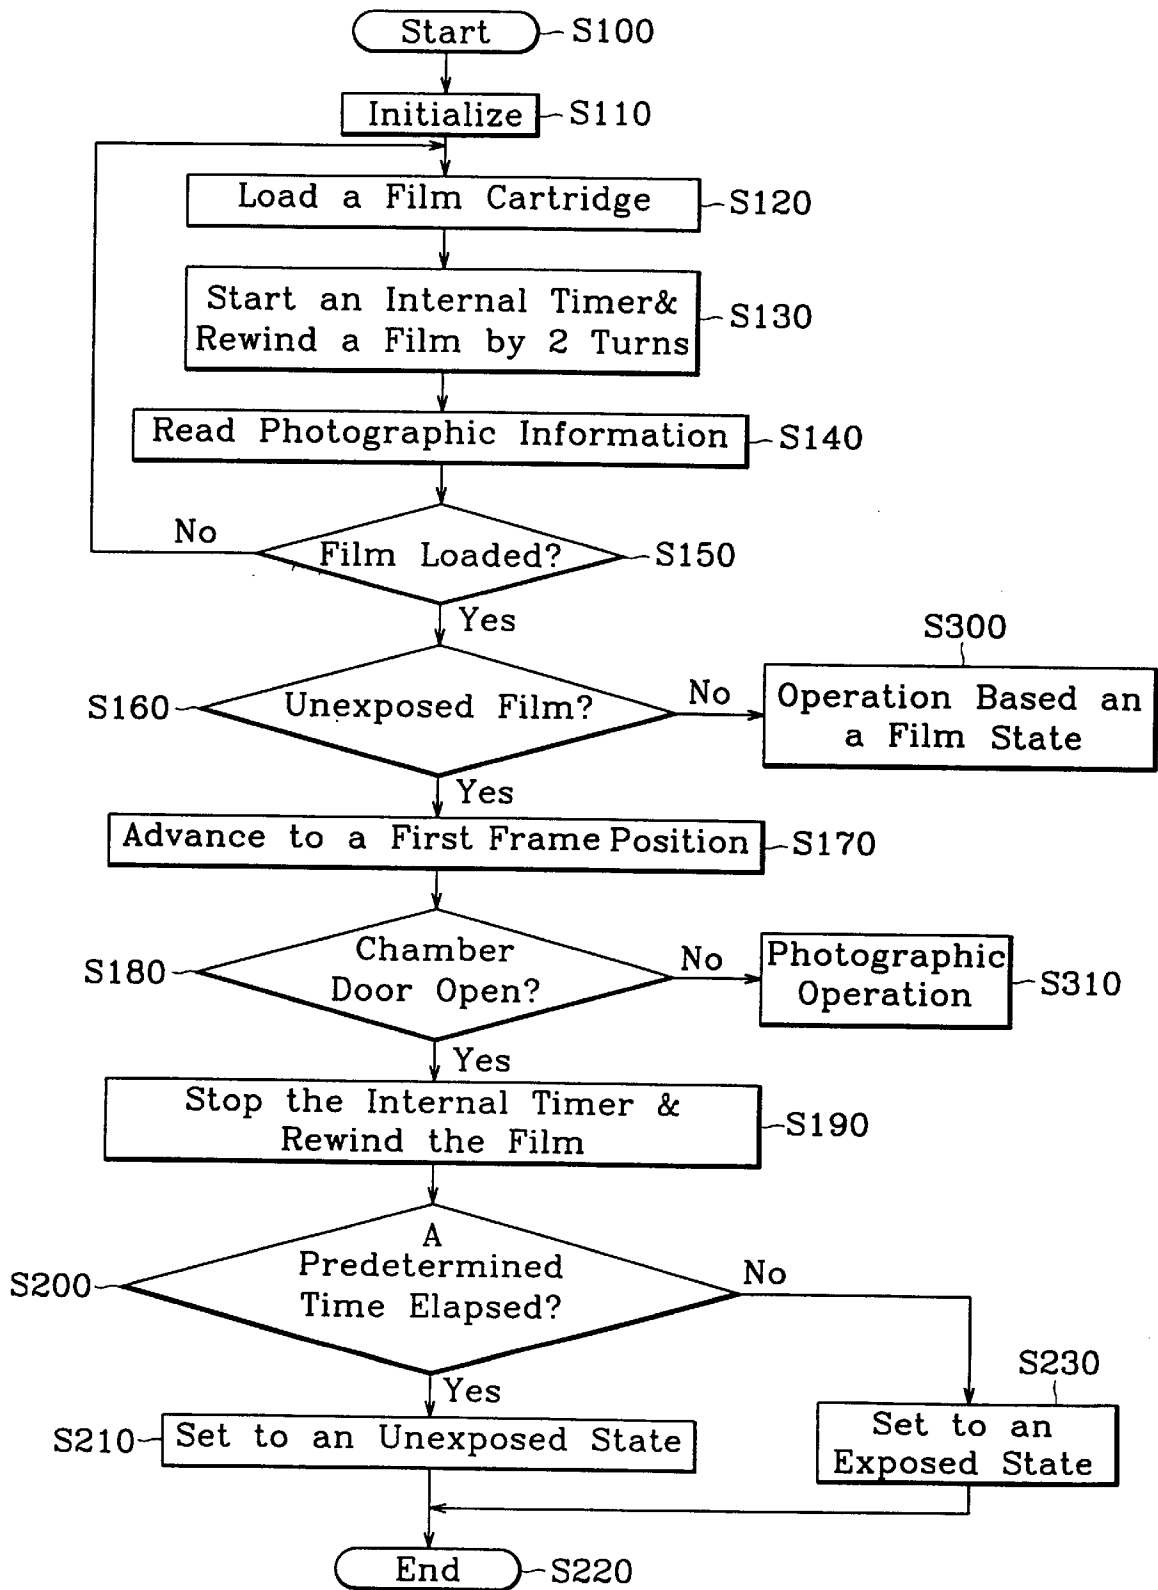 Start
S100
Initialize
S110
Load a Film Cartridge
S120
Start an Internal Timer&
Rewind a Film by 2 Turns
S130
Read Photographic Information
S140
No
Film Loaded?
S150
Yes
S300
S160
Unexposed Film?
No
Operation Based an
a Film State
Yes
Advance to a First Frame Position
S170
S180
Chamber
Door Open?
No
Photographic
Operation
S310
Yes
Stop the Internal Timer &
Rewind the Film
S190
S200
A
Predetermined
Time Elapsed?
No
Yes
S230
S210
Set to an Unexposed State
Set to an
Exposed State
End
S220